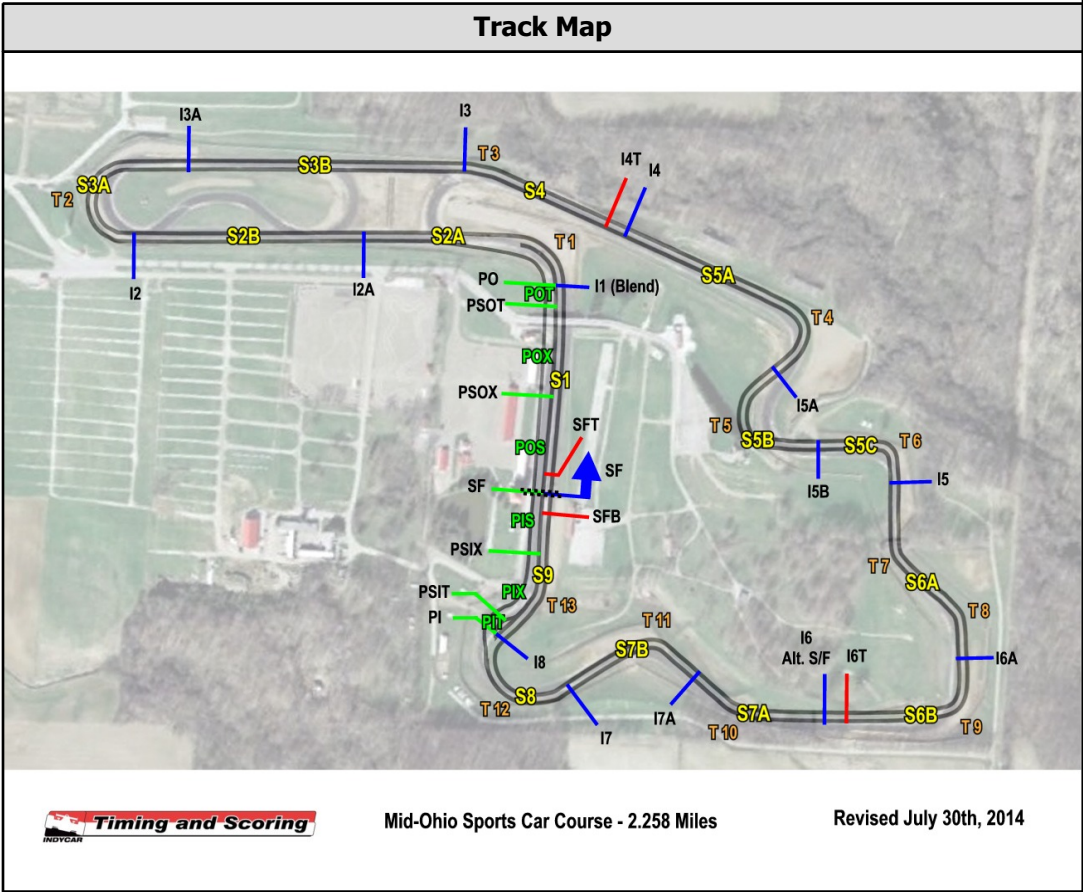 Track Map
I3A
I3
T 3
I4T
I4
S3B
S3A
S4
T 2
S2B
S2A
T 1
S5A
I2
I2A
PO
POT
I1 (Blend)
PSOT
T 4
POX
S1
PSOX
I5A
SFT
T 5
S5B
S5C
T 6
POS
SF
SF
I5B
I5
PIS
SFB
PSIX
S9
T 7
S6A
PSIT
PIX
T 13
T 8
PI
PIT
T 11
S7B
I6
Alt. S/F
I6T
I8
I6A
S8
T 12
I7
I7A
S7A
T 10
S6B
T 9
Timing and Scoring
INDYCAR
Mid-Ohio Sports Car Course - 2.258 Miles
Revised July 30th, 2014